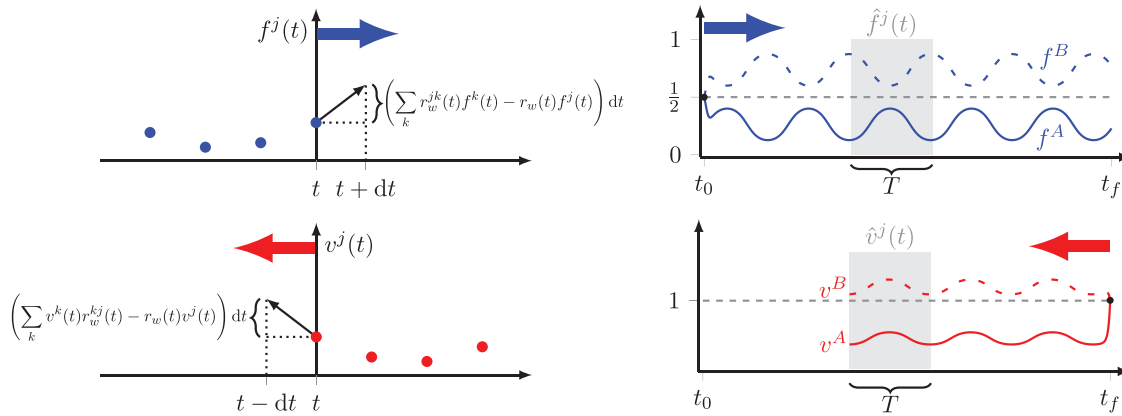 f^j(t)
(∑_k r_w^{jk}(t)f^k(t) − r_w(t)f^j(t)) dt
t t + dt
v^j(t)
(∑_k v^k(t)r_w^{kj}(t) − r_w(t)v^j(t)) dt
t − dt t
f̂^j(t)
1
f^B
1/2
f^A
0
t_0 T t_f
v̂^j(t)
v^B
1
v^A
t_0 T t_f